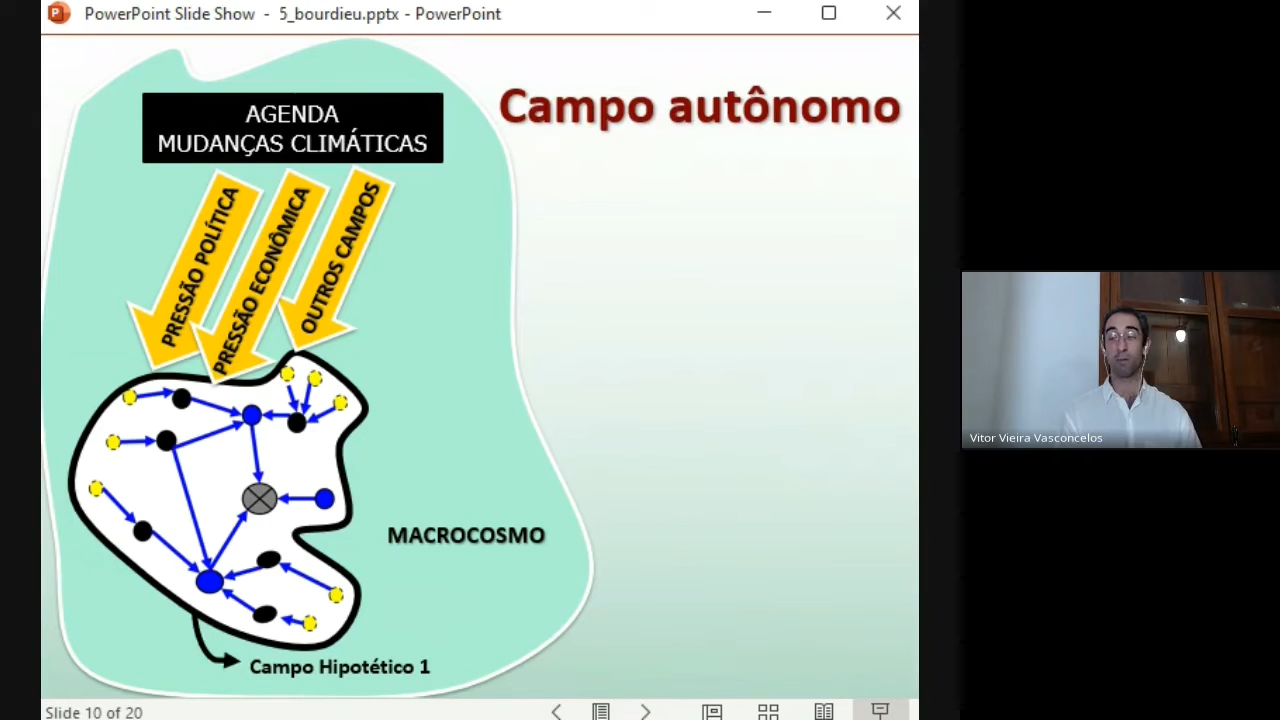 PowerPoint Slide Show - 5_bourdieu.pptx - PowerPoint
Campo autônomo
AGENDA
MUDANÇAS CLIMÁTICAS
PRESSÃO POLÍTICA
PRESSÃO ECONÔMICA
OUTROS CAMPOS
MACROCOSMO
Campo Hipotético 1
Vitor Vieira Vasconcelos
Slide 10 of 20